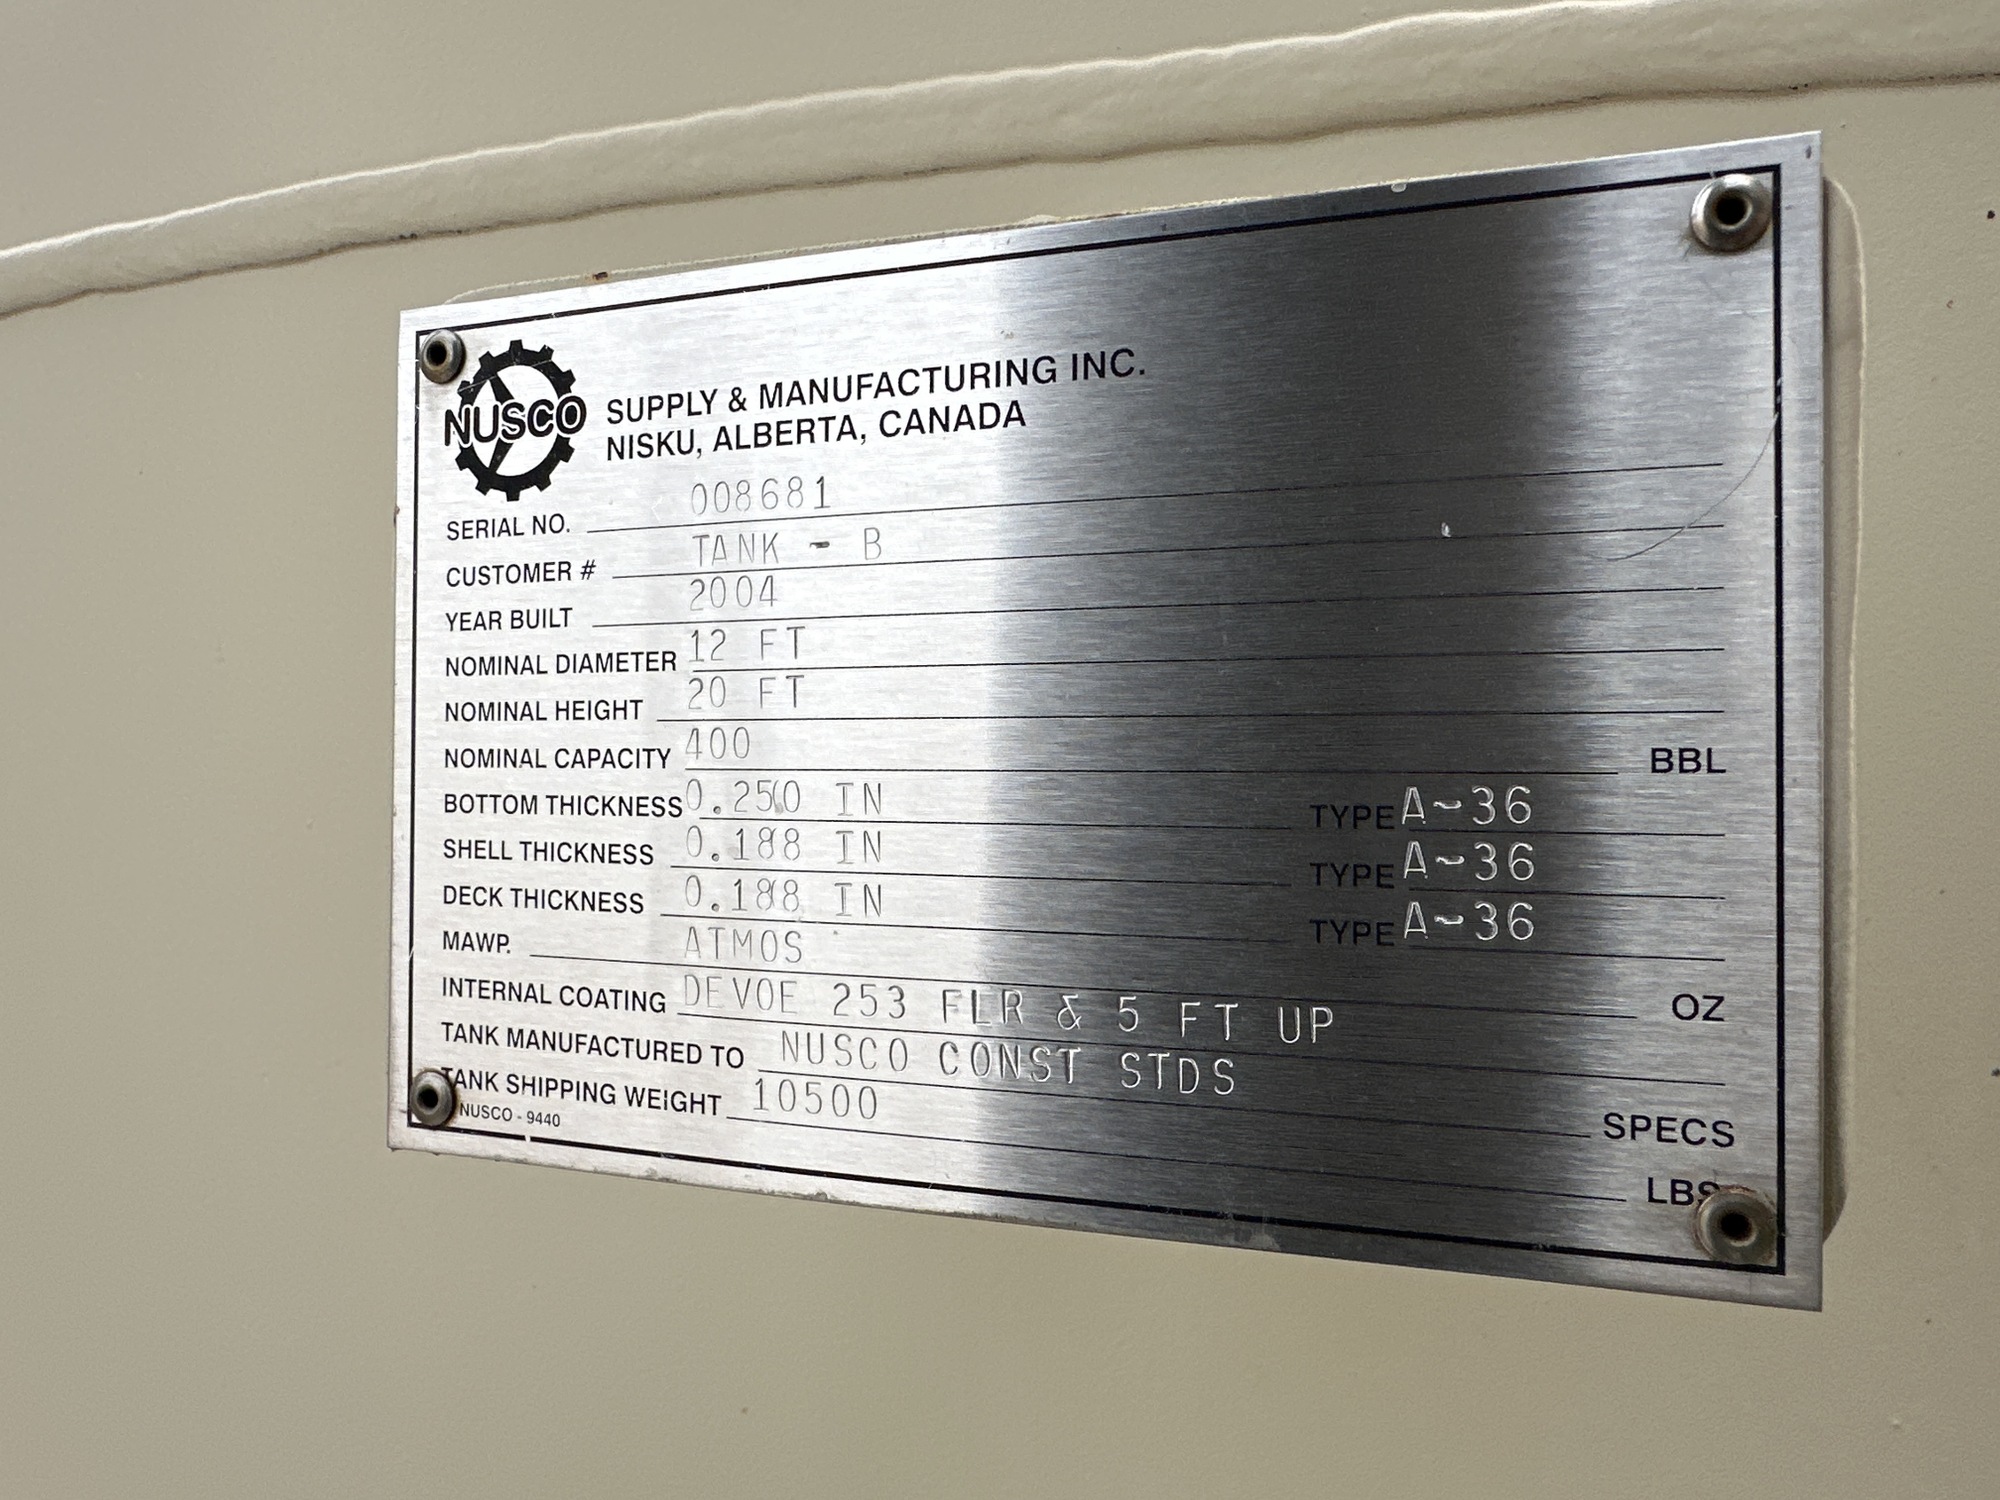 NUSCO SUPPLY & MANUFACTURING INC.
NISKU, ALBERTA, CANADA
SERIAL NO. 008681
CUSTOMER # TANK - B
YEAR BUILT 2004
NOMINAL DIAMETER 12 FT
NOMINAL HEIGHT 20 FT
NOMINAL CAPACITY 400 BBL
BOTTOM THICKNESS 0.250 IN TYPE A-36
SHELL THICKNESS 0.188 IN TYPE A-36
DECK THICKNESS 0.188 IN TYPE A-36
MAWP. ATMOS OZ
INTERNAL COATING DEVOE 253 FLR & 5 FT UP
TANK MANUFACTURED TO NUSCO CONST STDS SPECS
TANK SHIPPING WEIGHT 10500 LBS
NUSCO - 9440